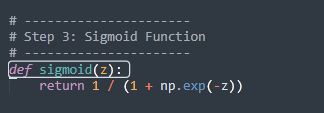 # ----------------------
# Step 3: Sigmoid Function
# ----------------------
def sigmoid(z):
    return 1 / (1 + np.exp(-z))